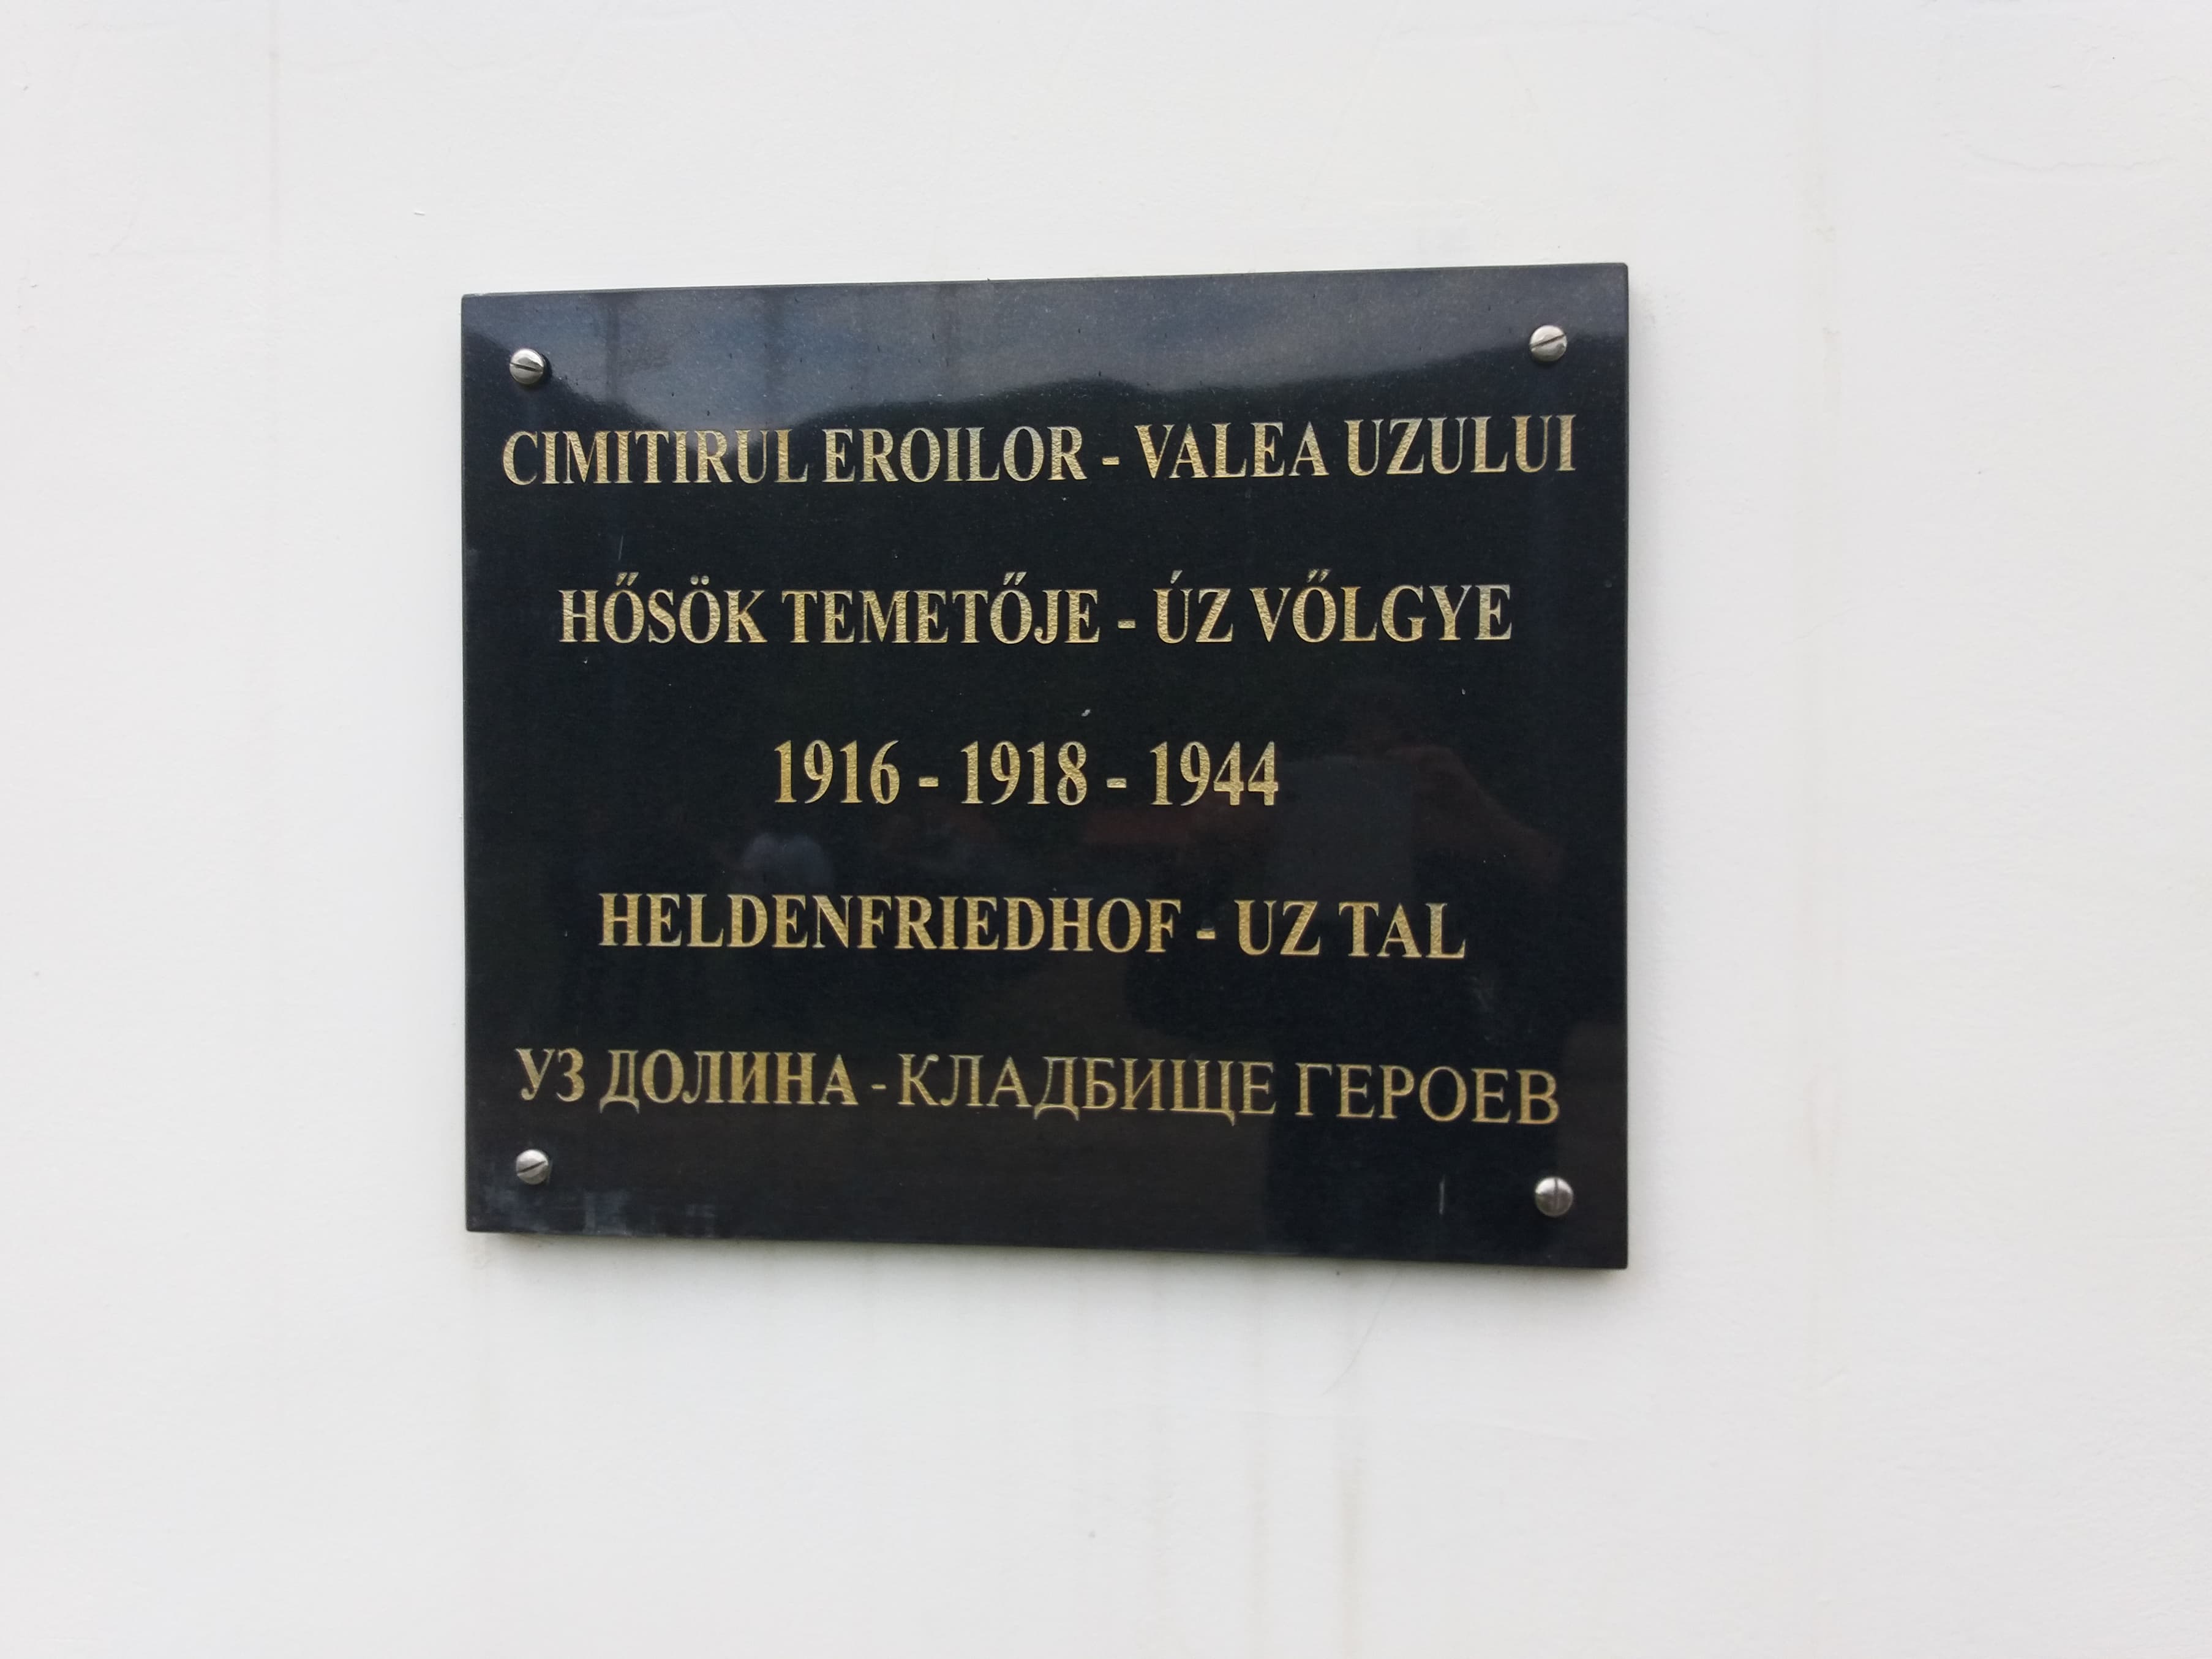 CIMITIRUL EROILOR - VALEA UZULUI
HŐSÖK TEMETŐJE - ÚZ VŐLGYE
1916 - 1918 - 1944
HELDENFRIEDHOF - UZ TAL
УЗ ДОЛИНА - КЛАДБИЩЕ ГЕРОЕВ